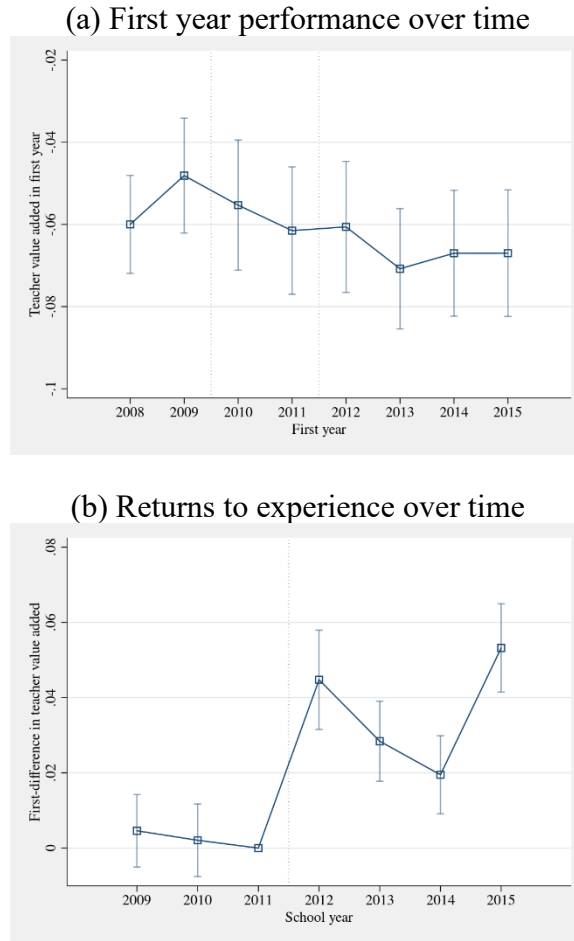 (a) First year performance over time
Teacher value added in first year
-.02
-.04
-.06
-.08
-.1
2008 2009 2010 2011 2012 2013 2014 2015
First year
(b) Returns to experience over time
First-difference in teacher value added
.08
.06
.04
.02
0
2009 2010 2011 2012 2013 2014 2015
School year